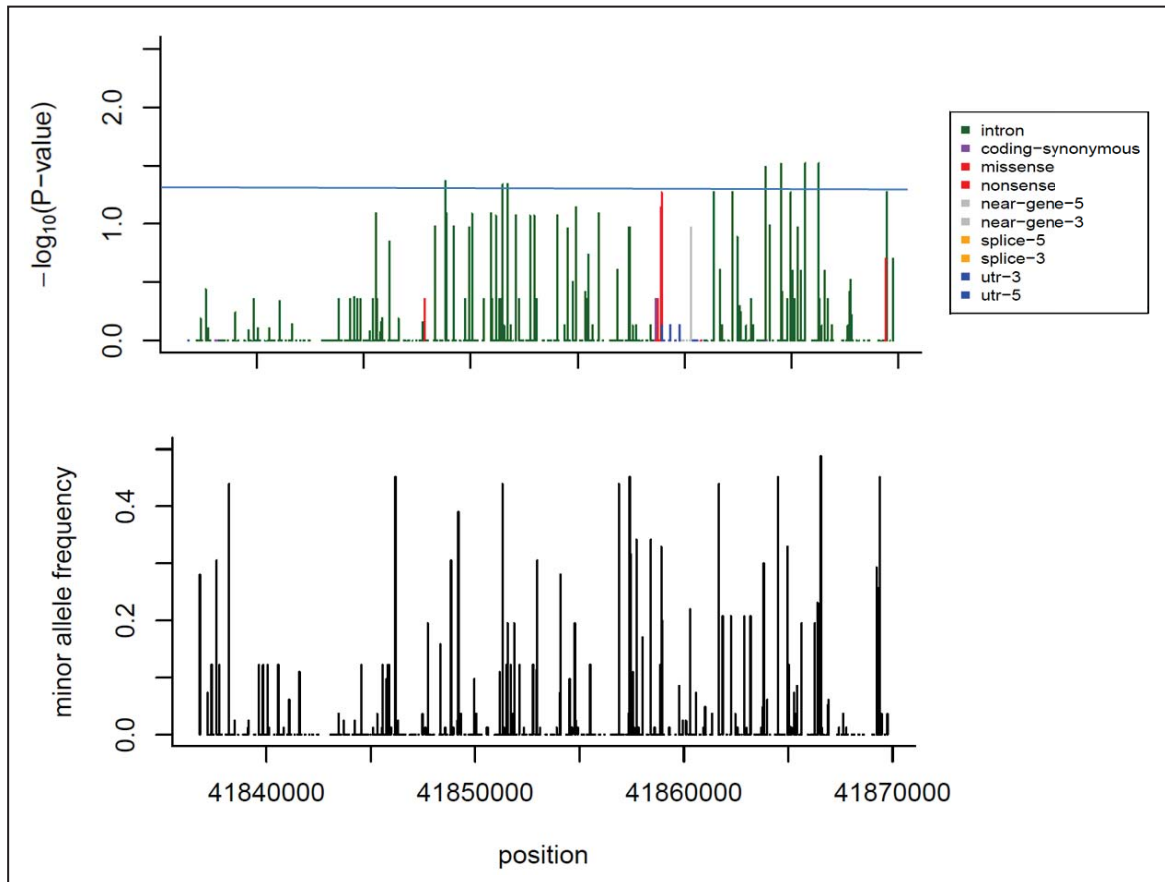 −log10(P−value)
2.0
1.0
0.0
intron
coding−synonymous
missense
nonsense
near−gene−5
near−gene−3
splice−5
splice−3
utr−3
utr−5
minor allele frequency
0.4
0.2
0.0
41840000 41850000 41860000 41870000
position